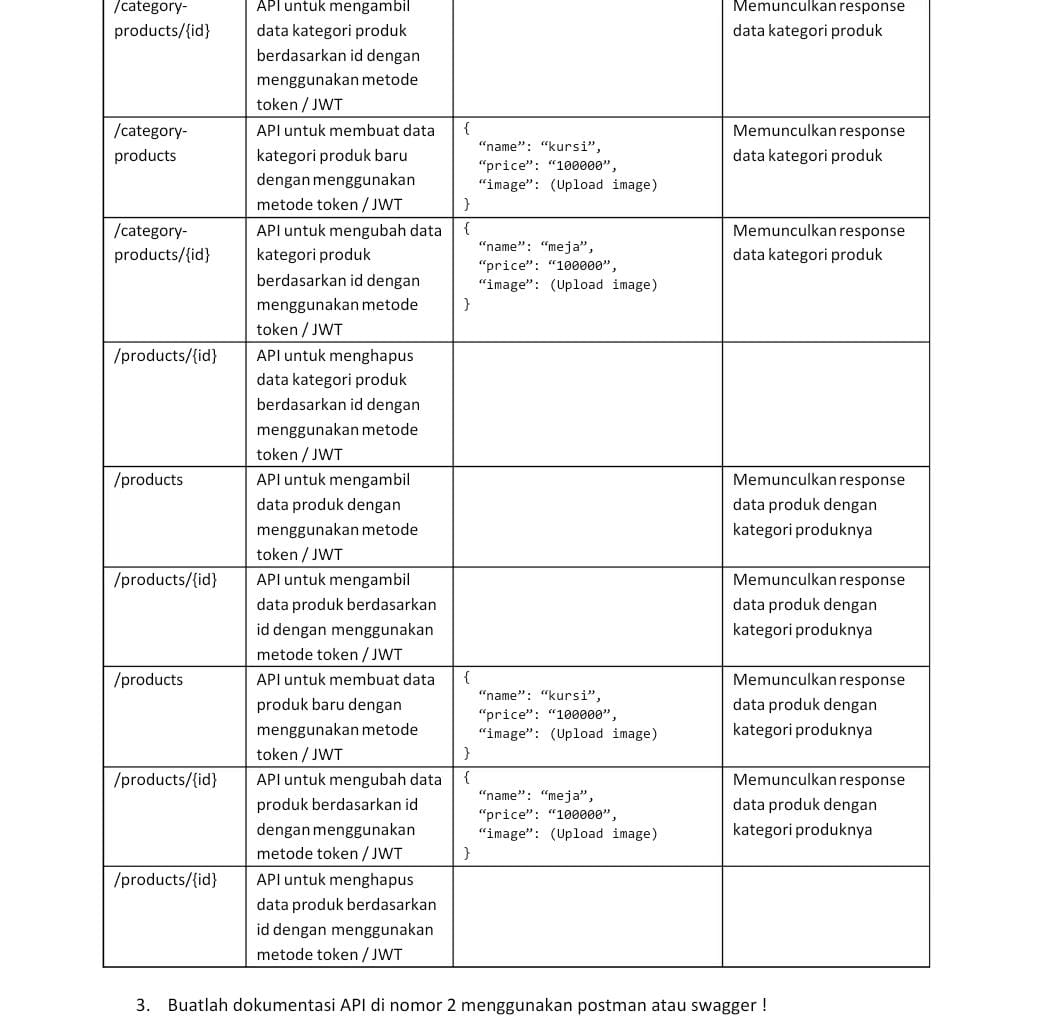 /category-
products/{id}
API untuk mengambil
data kategori produk
berdasarkan id dengan
menggunakan metode
token / JWT
Memunculkan response
data kategori produk
/category-
products
API untuk membuat data
kategori produk baru
dengan menggunakan
metode token / JWT
{
“name”: “kursi”,
“price”: “100000”,
“image”: (Upload image)
}
Memunculkan response
data kategori produk
/category-
products/{id}
API untuk mengubah data
kategori produk
berdasarkan id dengan
menggunakan metode
token / JWT
{
“name”: “meja”,
“price”: “100000”,
“image”: (Upload image)
}
Memunculkan response
data kategori produk
/products/{id}
API untuk menghapus
data kategori produk
berdasarkan id dengan
menggunakan metode
token / JWT
/products
API untuk mengambil
data produk dengan
menggunakan metode
token / JWT
Memunculkan response
data produk dengan
kategori produknya
/products/{id}
API untuk mengambil
data produk berdasarkan
id dengan menggunakan
metode token / JWT
Memunculkan response
data produk dengan
kategori produknya
/products
API untuk membuat data
produk baru dengan
menggunakan metode
token / JWT
{
“name”: “kursi”,
“price”: “100000”,
“image”: (Upload image)
}
Memunculkan response
data produk dengan
kategori produknya
/products/{id}
API untuk mengubah data
produk berdasarkan id
dengan menggunakan
metode token / JWT
{
“name”: “meja”,
“price”: “100000”,
“image”: (Upload image)
}
Memunculkan response
data produk dengan
kategori produknya
/products/{id}
API untuk menghapus
data produk berdasarkan
id dengan menggunakan
metode token / JWT
3. Buatlah dokumentasi API di nomor 2 menggunakan postman atau swagger !